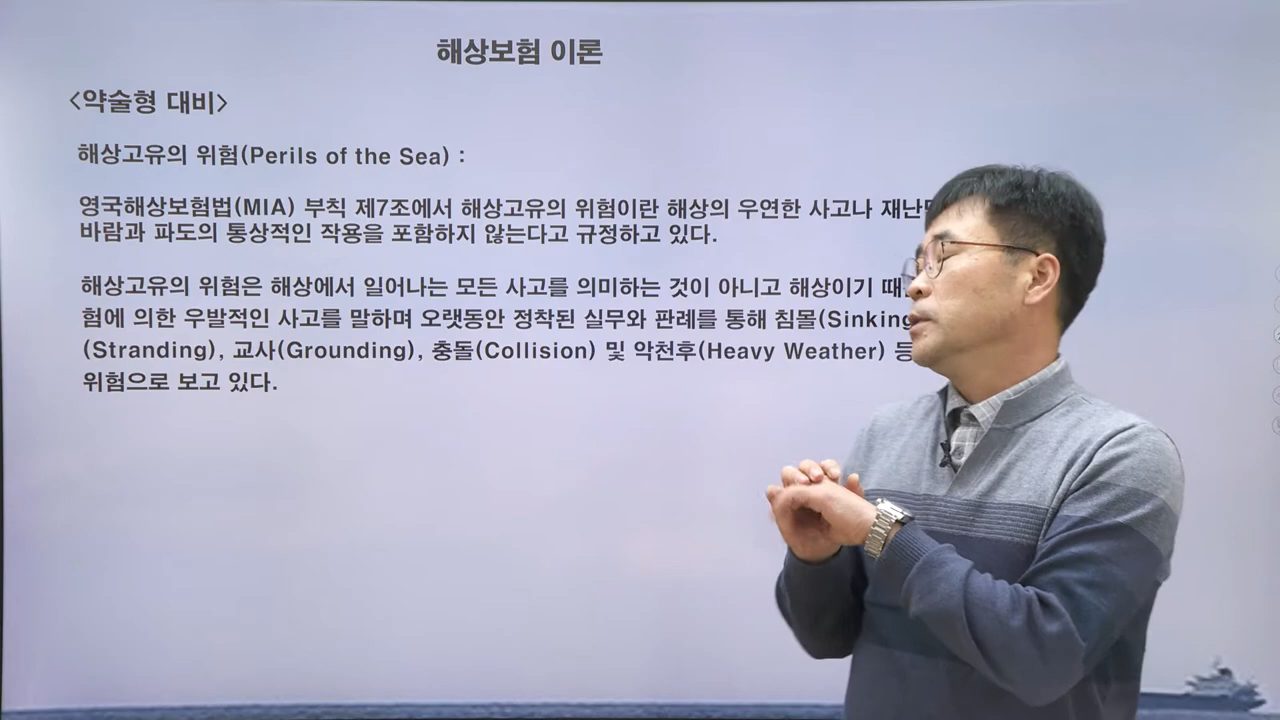 해상보험 이론
<약술형 대비>
해상고유의 위험(Perils of the Sea) :
영국해상보험법(MIA) 부칙 제7조에서 해상고유의 위험이란 해상의 우연한 사고나
바람과 파도의 통상적인 작용을 포함하지 않는다고 규정하고 있다.
해상고유의 위험은 해상에서 일어나는 모든 사고를 의미하는 것이 아니고 해상이기
험에 의한 우발적인 사고를 말하며 오랫동안 정착된 실무와 판례를 통해 침몰(Sinking
(Stranding), 교사(Grounding), 충돌(Collision) 및 악천후(Heavy Weather)
위험으로 보고 있다.